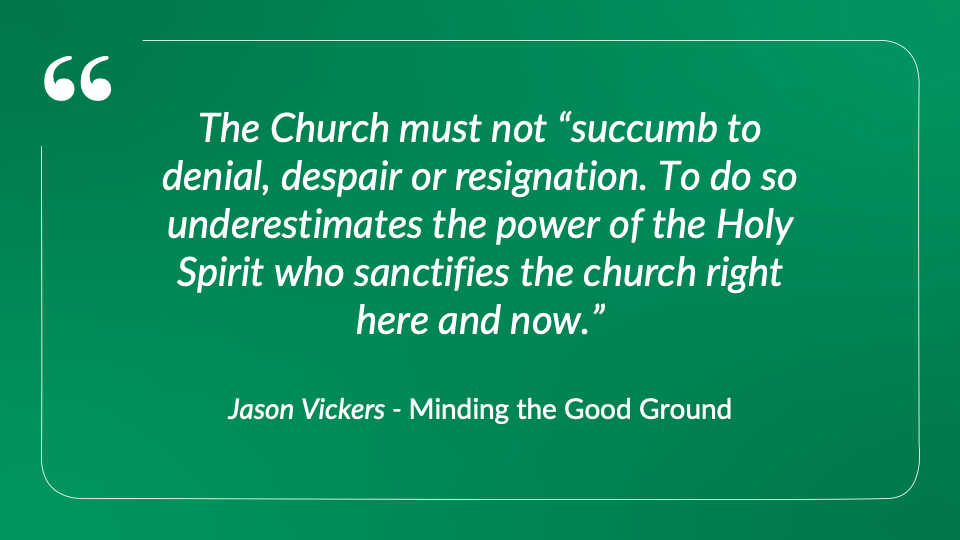 “
The Church must not “succumb to
denial, despair or resignation. To do so
underestimates the power of the Holy
Spirit who sanctifies the church right
here and now.”
Jason Vickers - Minding the Good Ground